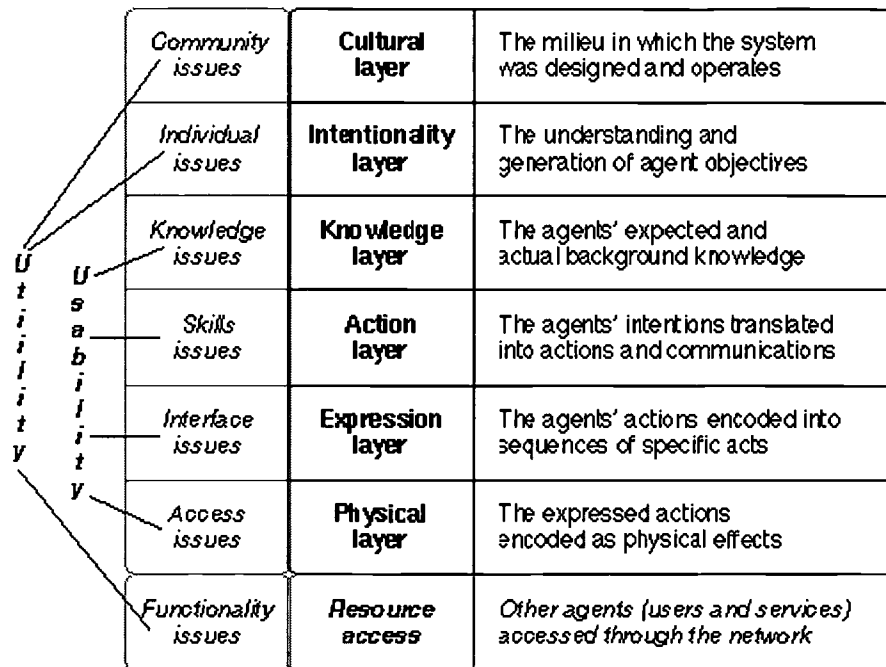 Community
issues
Cultural
layer
The milieu in which the system
was designed and operates
Individual
issues
Intentionality
layer
The understanding and
generation of agent objectives
Knowledge
issues
Knowledge
layer
The agents' expected and
actual background knowledge
Skills
issues
Action
layer
The agents' intentions translated
into actions and communications
Interface
issues
Expression
layer
The agents' actions encoded into
sequences of specific acts
Access
issues
Physical
layer
The expressed actions
encoded as physical effects
Functionality
issues
Resource
access
Other agents (users and services)
accessed through the network
Utiility
Usability